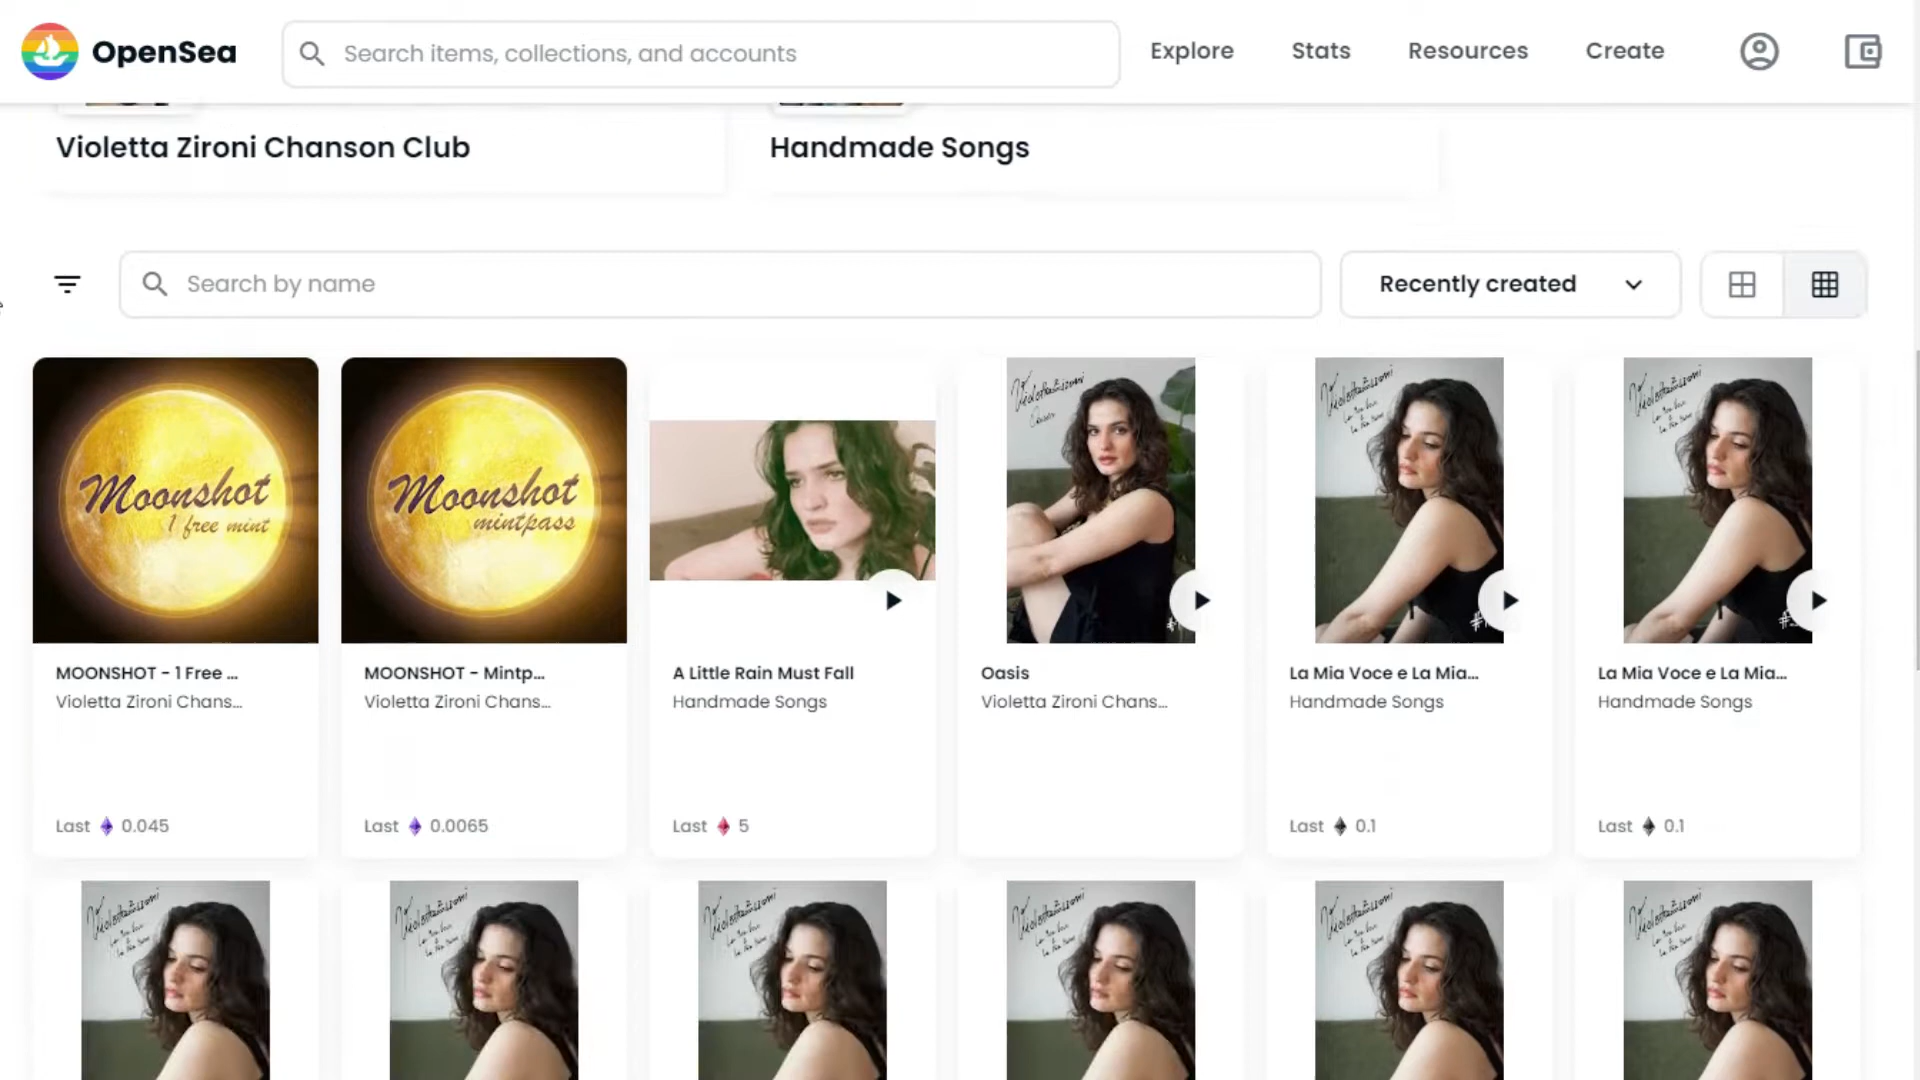 OpenSea
Search items, collections, and accounts
Explore
Stats
Resources
Create
Violetta Zironi Chanson Club
Handmade Songs
Search by name
Recently created
Moonshot
1 free mint
Moonshot
mintpass
MOONSHOT - 1 Free ...
Violetta Zironi Chans...
Last 0.045
MOONSHOT - Mintp...
Violetta Zironi Chans...
Last 0.0065
A Little Rain Must Fall
Handmade Songs
Last 5
Oasis
Violetta Zironi Chans...
La Mia Voce e La Mia...
Handmade Songs
Last 0.1
La Mia Voce e La Mia...
Handmade Songs
Last 0.1